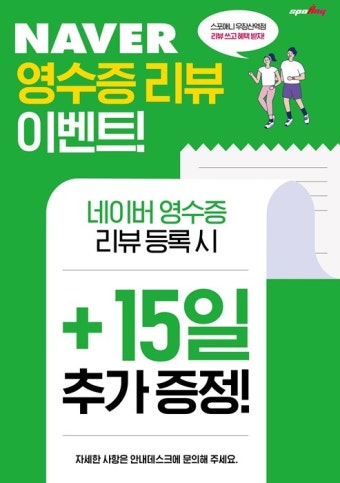 spoAny
스포애니 우장산역점
리뷰 쓰고 혜택 받자!
NAVER
영수증 리뷰
이벤트!
네이버 영수증
리뷰 등록 시
+15일
추가 증정!
자세한 사항은 안내데스크에 문의해 주세요.